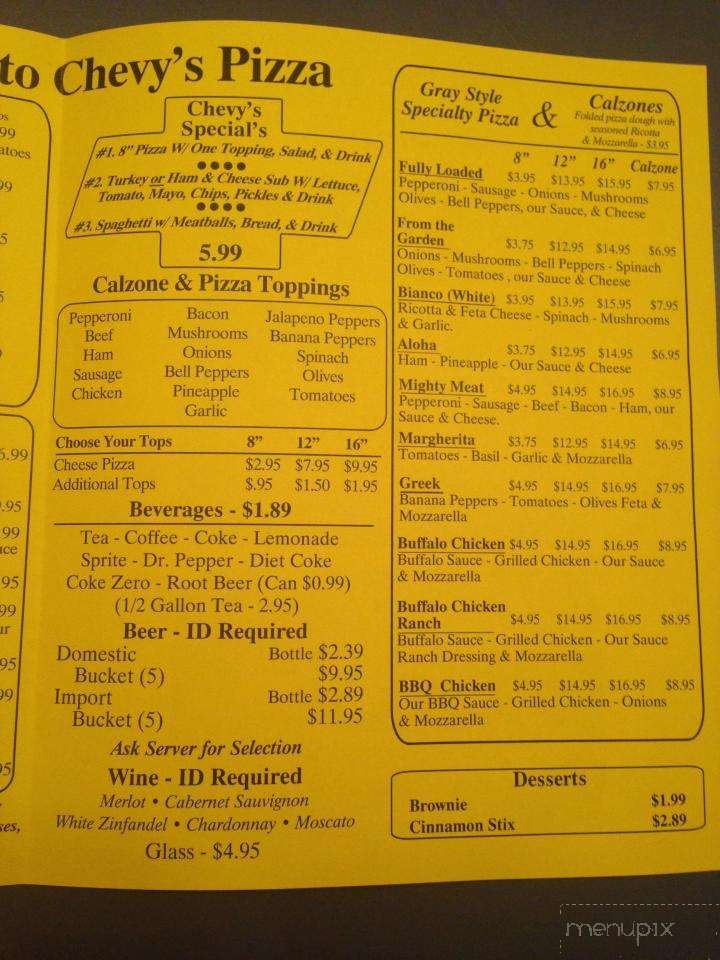 to Chevy's Pizza
99
atoes
99
5
6.99
.95
99
uce
95
99
ur
95
99
95
ses,
Chevy's
Special's
#1. 8" Pizza W/ One Topping, Salad, & Drink
#2. Turkey or Ham & Cheese Sub W/ Lettuce,
Tomato, Mayo, Chips, Pickles & Drink
#3. Spaghetti w/ Meatballs, Bread, & Drink
5.99
Calzone & Pizza Toppings
Pepperoni Bacon Jalapeno Peppers
Beef Mushrooms Banana Peppers
Ham Onions Spinach
Sausage Bell Peppers Olives
Chicken Pineapple Tomatoes
Garlic
Choose Your Tops 8" 12" 16"
Cheese Pizza $2.95 $7.95 $9.95
Additional Tops $.95 $1.50 $1.95
Beverages - $1.89
Tea - Coffee - Coke - Lemonade
Sprite - Dr. Pepper - Diet Coke
Coke Zero - Root Beer (Can $0.99)
(1/2 Gallon Tea - 2.95)
Beer - ID Required
Domestic Bottle $2.39
Bucket (5) $9.95
Import Bottle $2.89
Bucket (5) $11.95
Ask Server for Selection
Wine - ID Required
Merlot • Cabernet Sauvignon
White Zinfandel • Chardonnay • Moscato
Glass - $4.95
Gray Style
Specialty Pizza
&
Calzones
Folded pizza dough with
seasoned Ricotta
& Mozzarella - $3.95
8" 12" 16" Calzone
Fully Loaded $3.95 $13.95 $15.95 $7.95
Pepperoni - Sausage - Onions - Mushrooms
Olives - Bell Peppers, our Sauce, & Cheese
From the
Garden $3.75 $12.95 $14.95 $6.95
Onions - Mushrooms - Bell Peppers - Spinach
Olives - Tomatoes , our Sauce & Cheese
Bianco (White) $3.95 $13.95 $15.95 $7.95
Ricotta & Feta Cheese - Spinach - Mushrooms
& Garlic.
Aloha $3.75 $12.95 $14.95 $6.95
Ham - Pineapple - Our Sauce & Cheese
Mighty Meat $4.95 $14.95 $16.95 $8.95
Pepperoni - Sausage - Beef - Bacon - Ham, our
Sauce & Cheese.
Margherita $3.75 $12.95 $14.95 $6.95
Tomatoes - Basil - Garlic & Mozzarella
Greek $4.95 $14.95 $16.95 $7.95
Banana Peppers - Tomatoes - Olives Feta &
Mozzarella
Buffalo Chicken $4.95 $14.95 $16.95 $8.95
Buffalo Sauce - Grilled Chicken - Our Sauce
& Mozzarella
Buffalo Chicken
Ranch $4.95 $14.95 $16.95 $8.95
Buffalo Sauce - Grilled Chicken - Our Sauce
Ranch Dressing & Mozzarella
BBQ Chicken $4.95 $14.95 $16.95 $8.95
Our BBQ Sauce - Grilled Chicken - Onions
& Mozzarella
Desserts
Brownie $1.99
Cinnamon Stix $2.89
menupix